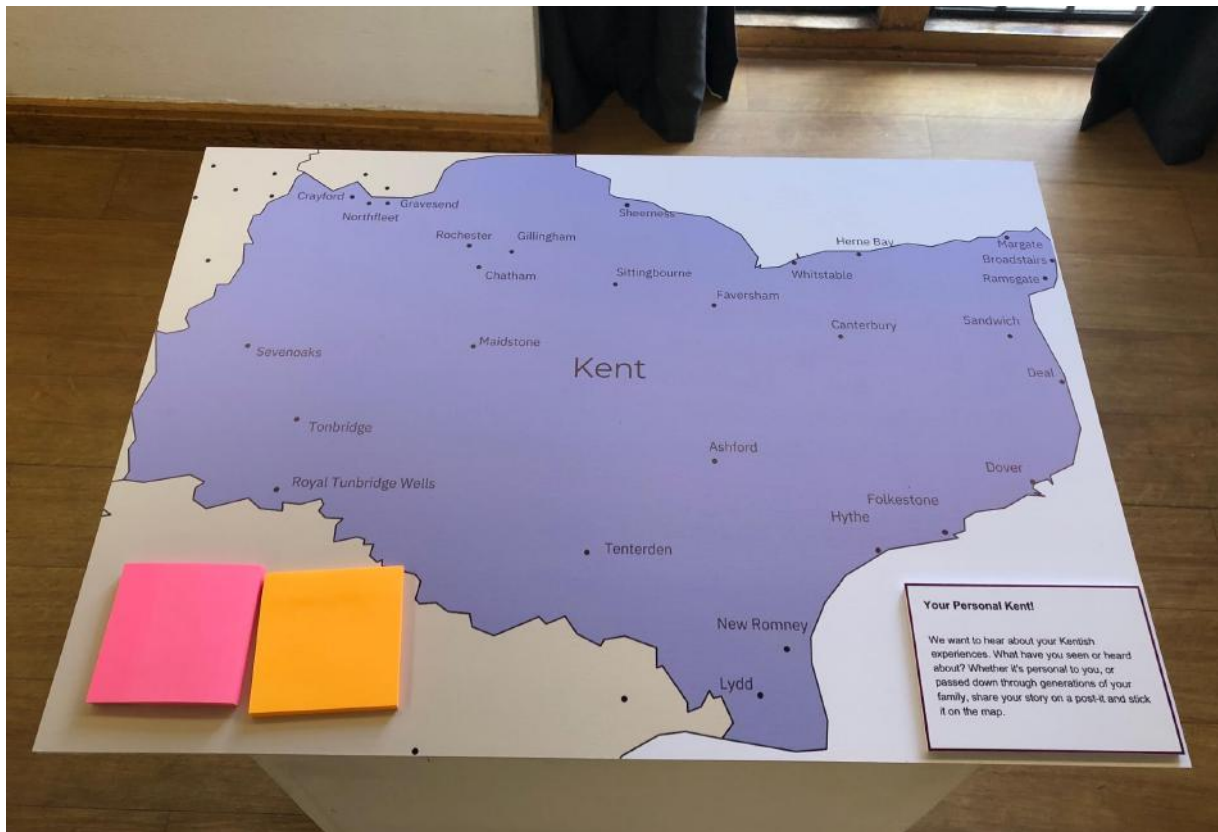 Crayford
Northfleet
Gravesend
Sheerness
Rochester
Gillingham
Chatham
Sittingbourne
Faversham
Herne Bay
Whitstable
Margate
Broadstairs
Ramsgate
Canterbury
Sandwich
Sevenoaks
Maidstone
Kent
Deal
Tonbridge
Ashford
Royal Tunbridge Wells
Dover
Folkestone
Hythe
Tenterden
New Romney
Lydd
Your Personal Kent!
We want to hear about your Kentish
experiences. What have you seen or heard
about? Whether it's personal to you, or
passed down through generations of your
family, share your story on a post-it and stick
it on the map.